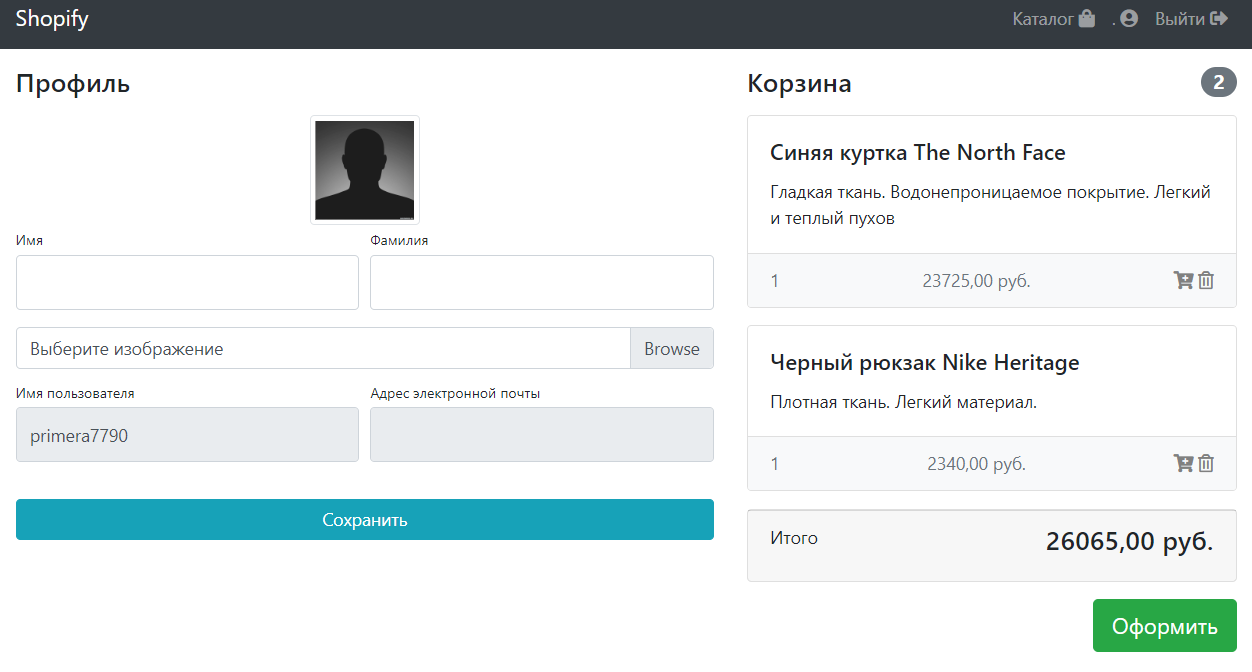 Shopify
Каталог . Выйти
Профиль
Имя
Фамилия
Выберите изображение Browse
Имя пользователя
Адрес электронной почты
primera7790
Сохранить
Корзина 2
Синяя куртка The North Face
Гладкая ткань. Водонепроницаемое покрытие. Легкий
и теплый пухов
1 23725,00 руб.
Черный рюкзак Nike Heritage
Плотная ткань. Легкий материал.
1 2340,00 руб.
Итого 26065,00 руб.
Оформить